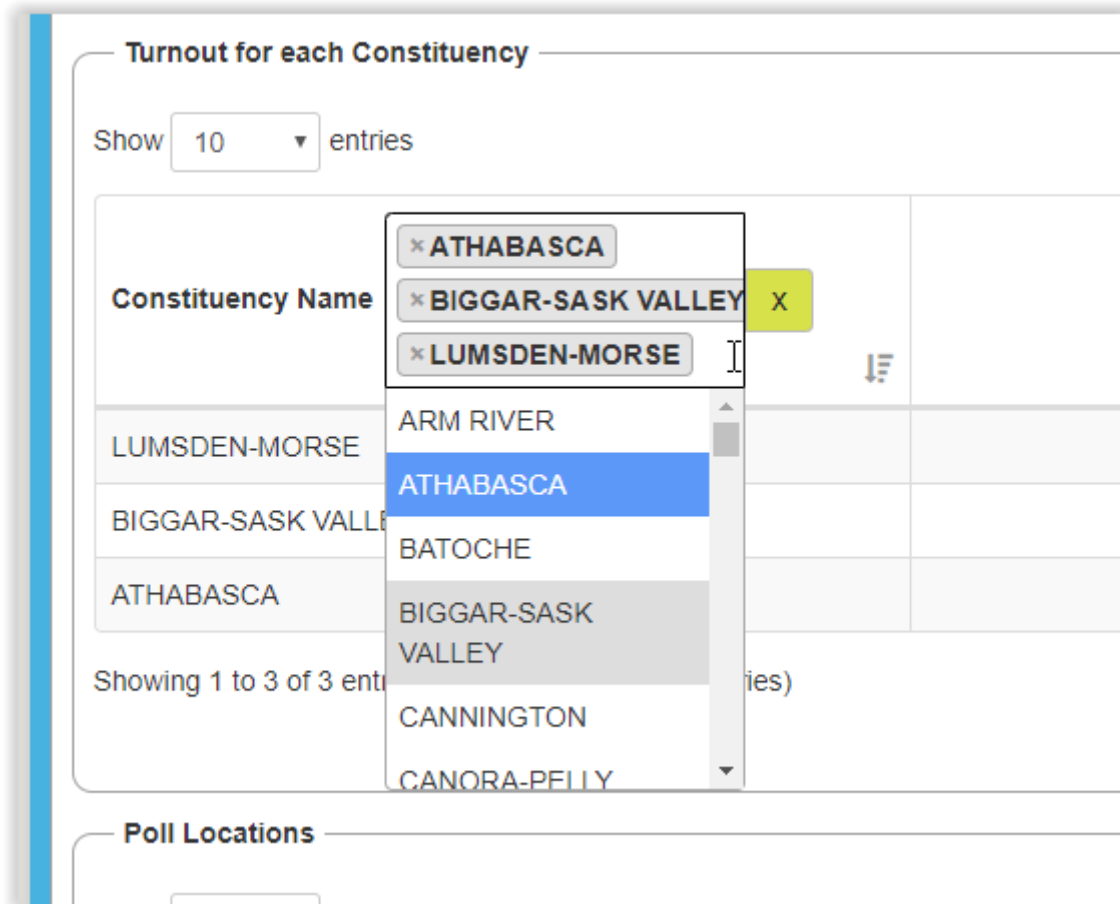 Turnout for each Constituency
Show 10 entries
× ATHABASCA
Constituency Name × BIGGAR-SASK VALLEY X
× LUMSDEN-MORSE
ARM RIVER
LUMSDEN-MORSE
ATHABASCA
BIGGAR-SASK VALLE
BATOCHE
ATHABASCA
BIGGAR-SASK
VALLEY
Showing 1 to 3 of 3 ent ies)
CANNINGTON
CANORA-PELLY
Poll Locations